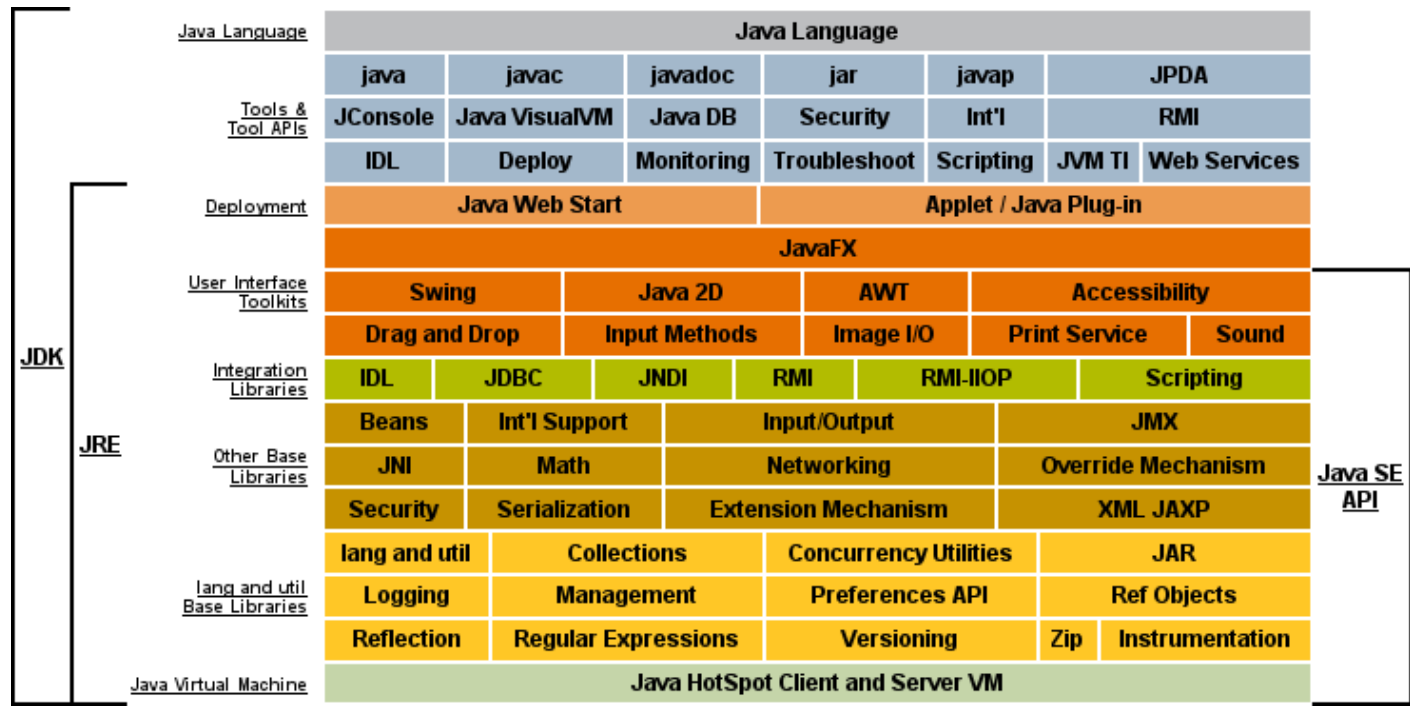 Java Language Java Language
java javac javadoc jar javap JPDA
Tools &
Tool APIs
JConsole Java VisualVM Java DB Security Int'l RMI
IDL Deploy Monitoring Troubleshoot Scripting JVM TI Web Services
Deployment Java Web Start Applet / Java Plug-in
JavaFX
User Interface
Toolkits
Swing Java 2D AWT Accessibility
Drag and Drop Input Methods Image I/O Print Service Sound
JDK
Integration
Libraries
IDL JDBC JNDI RMI RMI-IIOP Scripting
Beans Int'l Support Input/Output JMX
JRE
Other Base
Libraries
JNI Math Networking Override Mechanism
Java SE
API
Security Serialization Extension Mechanism XML JAXP
lang and util Collections Concurrency Utilities JAR
lang and util
Base Libraries
Logging Management Preferences API Ref Objects
Reflection Regular Expressions Versioning Zip Instrumentation
Java Virtual Machine Java HotSpot Client and Server VM